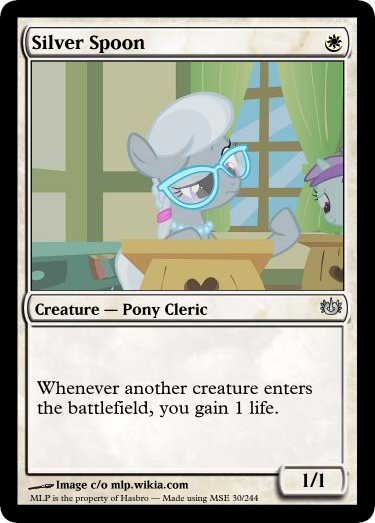 Silver Spoon
Creature — Pony Cleric
Whenever another creature enters
the battlefield, you gain 1 life.
Image c/o mlp.wikia.com
1/1
MLP is the property of Hasbro — Made using MSE 30/244